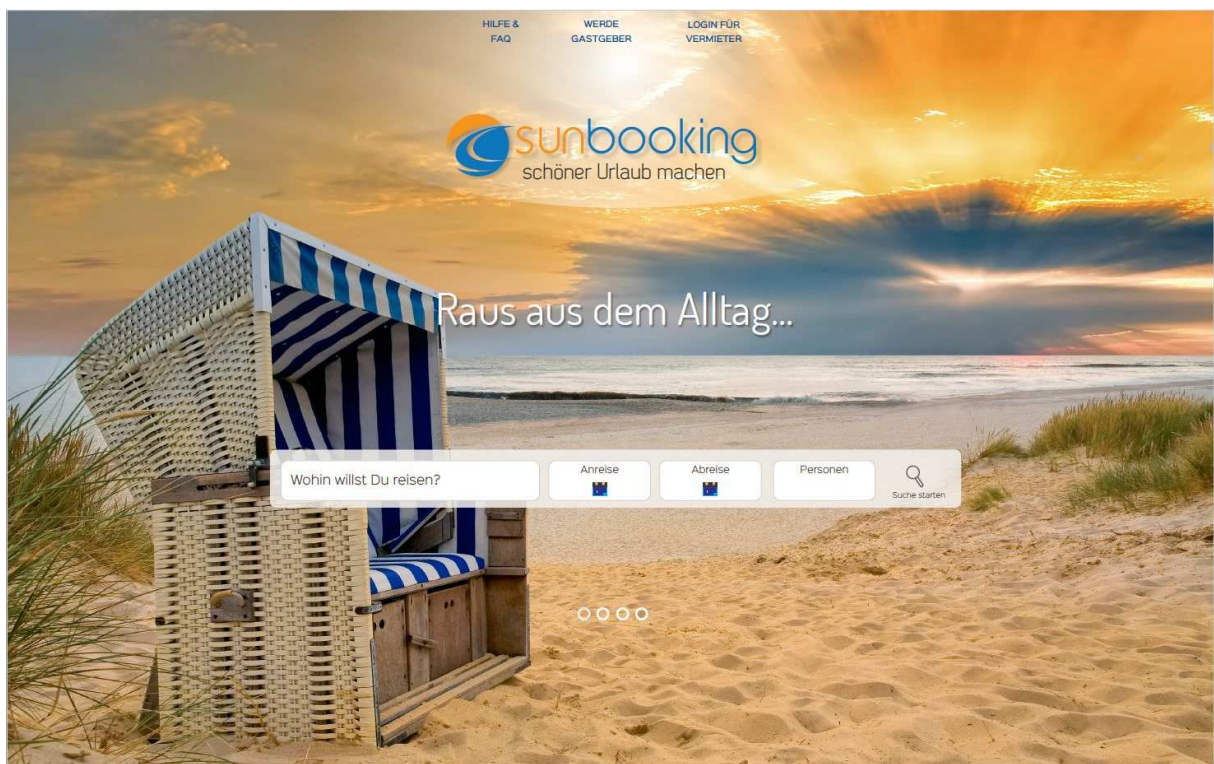 HILFE &
FAQ
WERDE
GASTGEBER
LOGIN FÜR
VERMIETER
sunbooking
schöner Urlaub machen
Raus aus dem Alltag...
Wohin willst Du reisen?
Anreise
Abreise
Personen
Suche starten